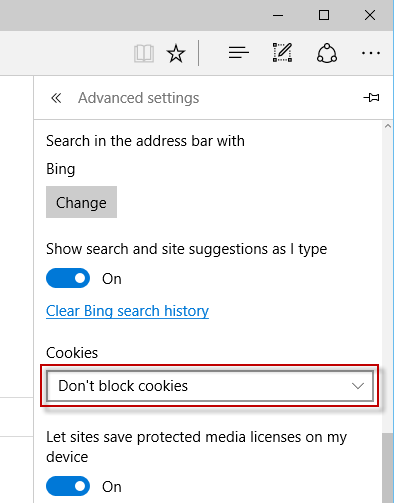 Advanced settings
Search in the address bar with
Bing
Change
Show search and site suggestions as I type
On
Clear Bing search history
Cookies
Don't block cookies
Let sites save protected media licenses on my
device
On